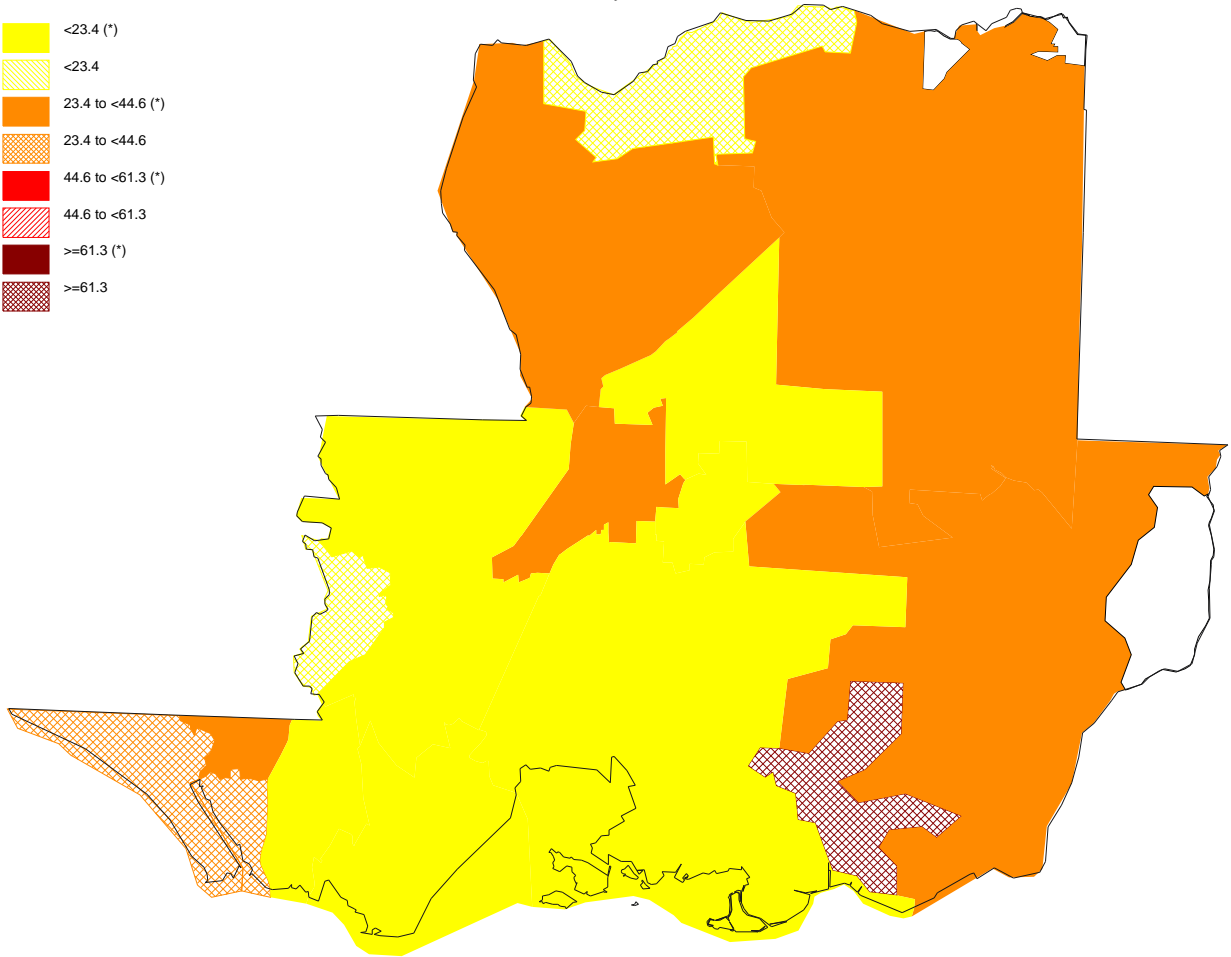 <23.4 (*)
<23.4
23.4 to <44.6 (*)
23.4 to <44.6
44.6 to <61.3 (*)
44.6 to <61.3
>=61.3 (*)
>=61.3